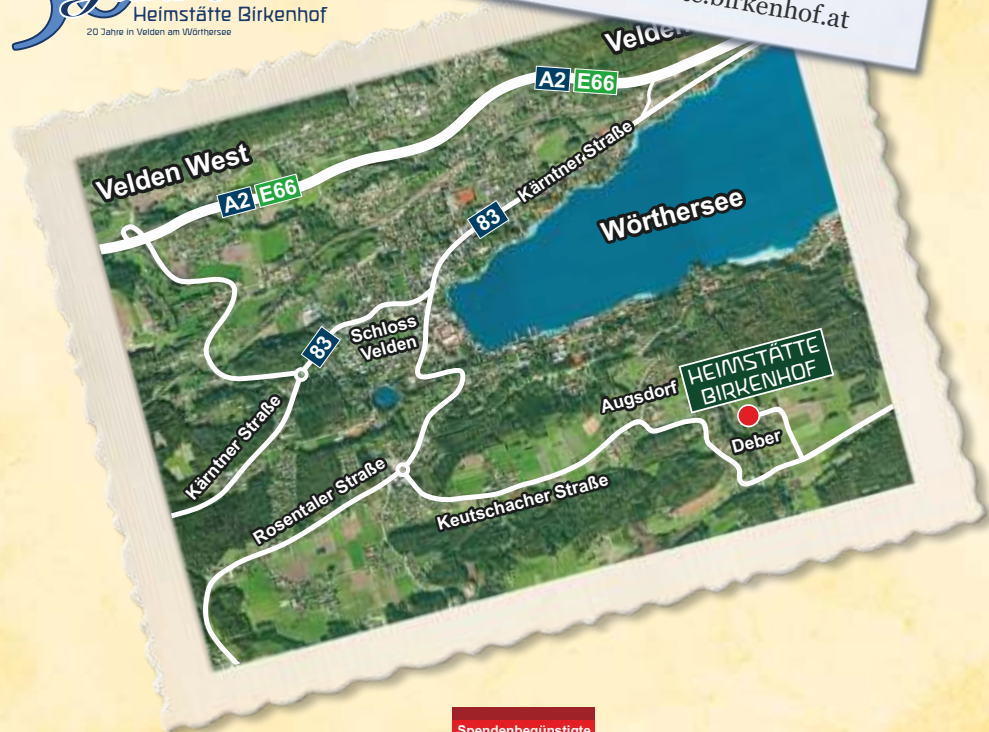 Heimstätte Birkenhof
20 Jahre in Velden am Wörthersee
birkenhof.at
Velden
A2 E66
Velden West
A2 E66
Kärntner Straße
83
Wörthersee
83
Schloss
Velden
HEIMSTÄTTE
BIRKENHOF
Augsdorf
Deber
Kärntner Straße
Rosentaler Straße
Keutschacher Straße
Spendenbegünstigte